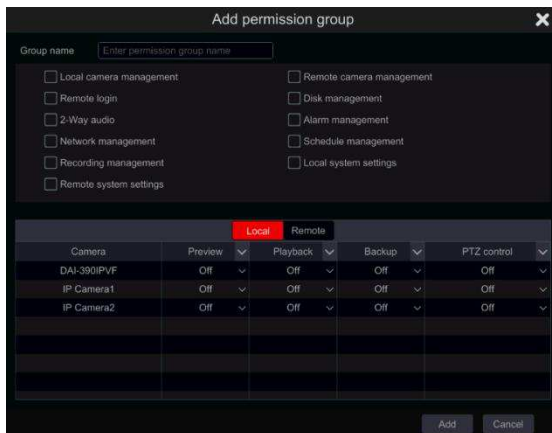 Add permission group
Group name Enter permission group name
Local camera management Remote camera management
Remote login Disk management
2-Way audio Alarm management
Network management Schedule management
Recording management Local system settings
Remote system settings
Local Remote
Camera Preview Playback Backup PTZ control
DAI-390IPVF Off Off Off Off
IP Camera1 Off Off Off Off
IP Camera2 Off Off Off Off
Add Cancel